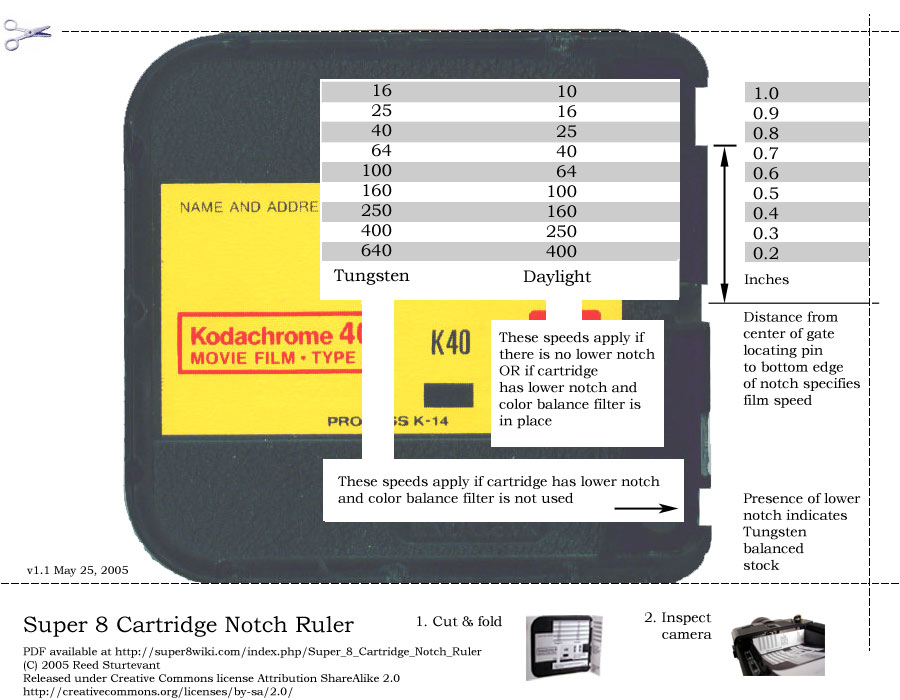 16 10 1.0
25 16 0.9
40 25 0.8
64 40 0.7
100 64 0.6
160 100 0.5
250 160 0.4
400 250 0.3
640 400 0.2
Tungsten Daylight
Inches
NAME AND ADDRE
Kodachrome 40
MOVIE FILM • TYPE
K40
PRO SS K-14
These speeds apply if
there is no lower notch
OR if cartridge
has lower notch and
color balance filter is
in place
Distance from
center of gate
locating pin
to bottom edge
of notch specifies
film speed
These speeds apply if cartridge has lower notch
and color balance filter is not used
Presence of lower
notch indicates
Tungsten
balanced
stock
v1.1 May 25, 2005
Super 8 Cartridge Notch Ruler
PDF available at http://super8wiki.com/index.php/Super_8_Cartridge_Notch_Ruler
(C) 2005 Reed Sturtevant
Released under Creative Commons license Attribution ShareAlike 2.0
http://creativecommons.org/licenses/by-sa/2.0/
1. Cut & fold
2. Inspect
camera